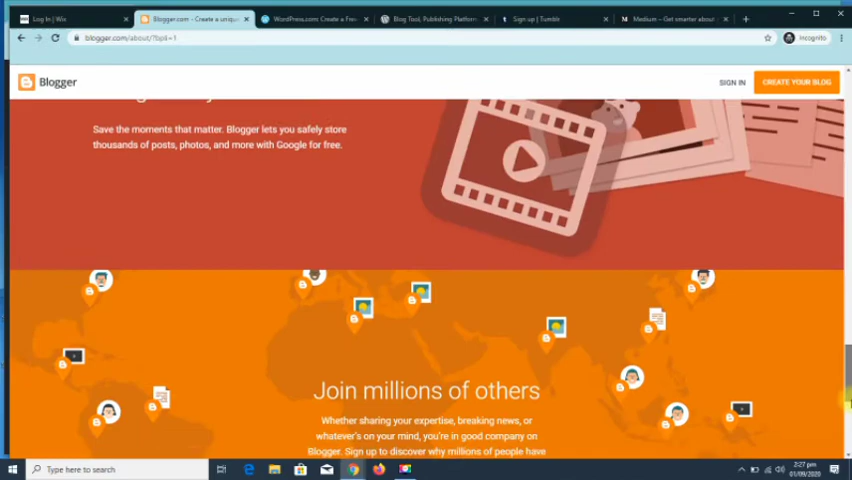 Log In | Wix
Blogger.com - Create a uniqu
WordPress.com: Create a Free
Blog Tool, Publishing Platform
Sign up | Tumblr
Medium – Get smarter about
blogger.com/about/?bpli=1
Incognito
Blogger
SIGN IN
CREATE YOUR BLOG
Save the moments that matter. Blogger lets you safely store
thousands of posts, photos, and more with Google for free.
Join millions of others
Whether sharing your expertise, breaking news, or
whatever's on your mind, you're in good company on
Blogger. Sign up to discover why millions of people have
Type here to search
2:27 pm
01/09/2020